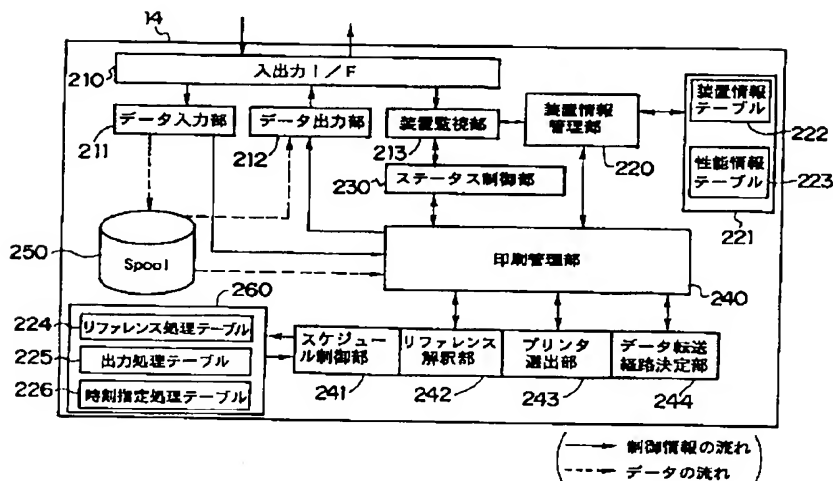 14
210
入出力I/F
データ入力部
211
データ出力部
212
装置監視部
213
装置情報
管理部
220
装置情報
テーブル
222
性能情報
テーブル
223
221
230
ステータス制御部
250
Spool
印刷管理部
240
260
224
リファレンス処理テーブル
225
出力処理テーブル
226
時刻指定処理テーブル
スケジュール
制御部
241
リファレンス
解釈部
242
プリンタ
選出部
243
データ転送
経路決定部
244
制御情報の流れ
データの流れ